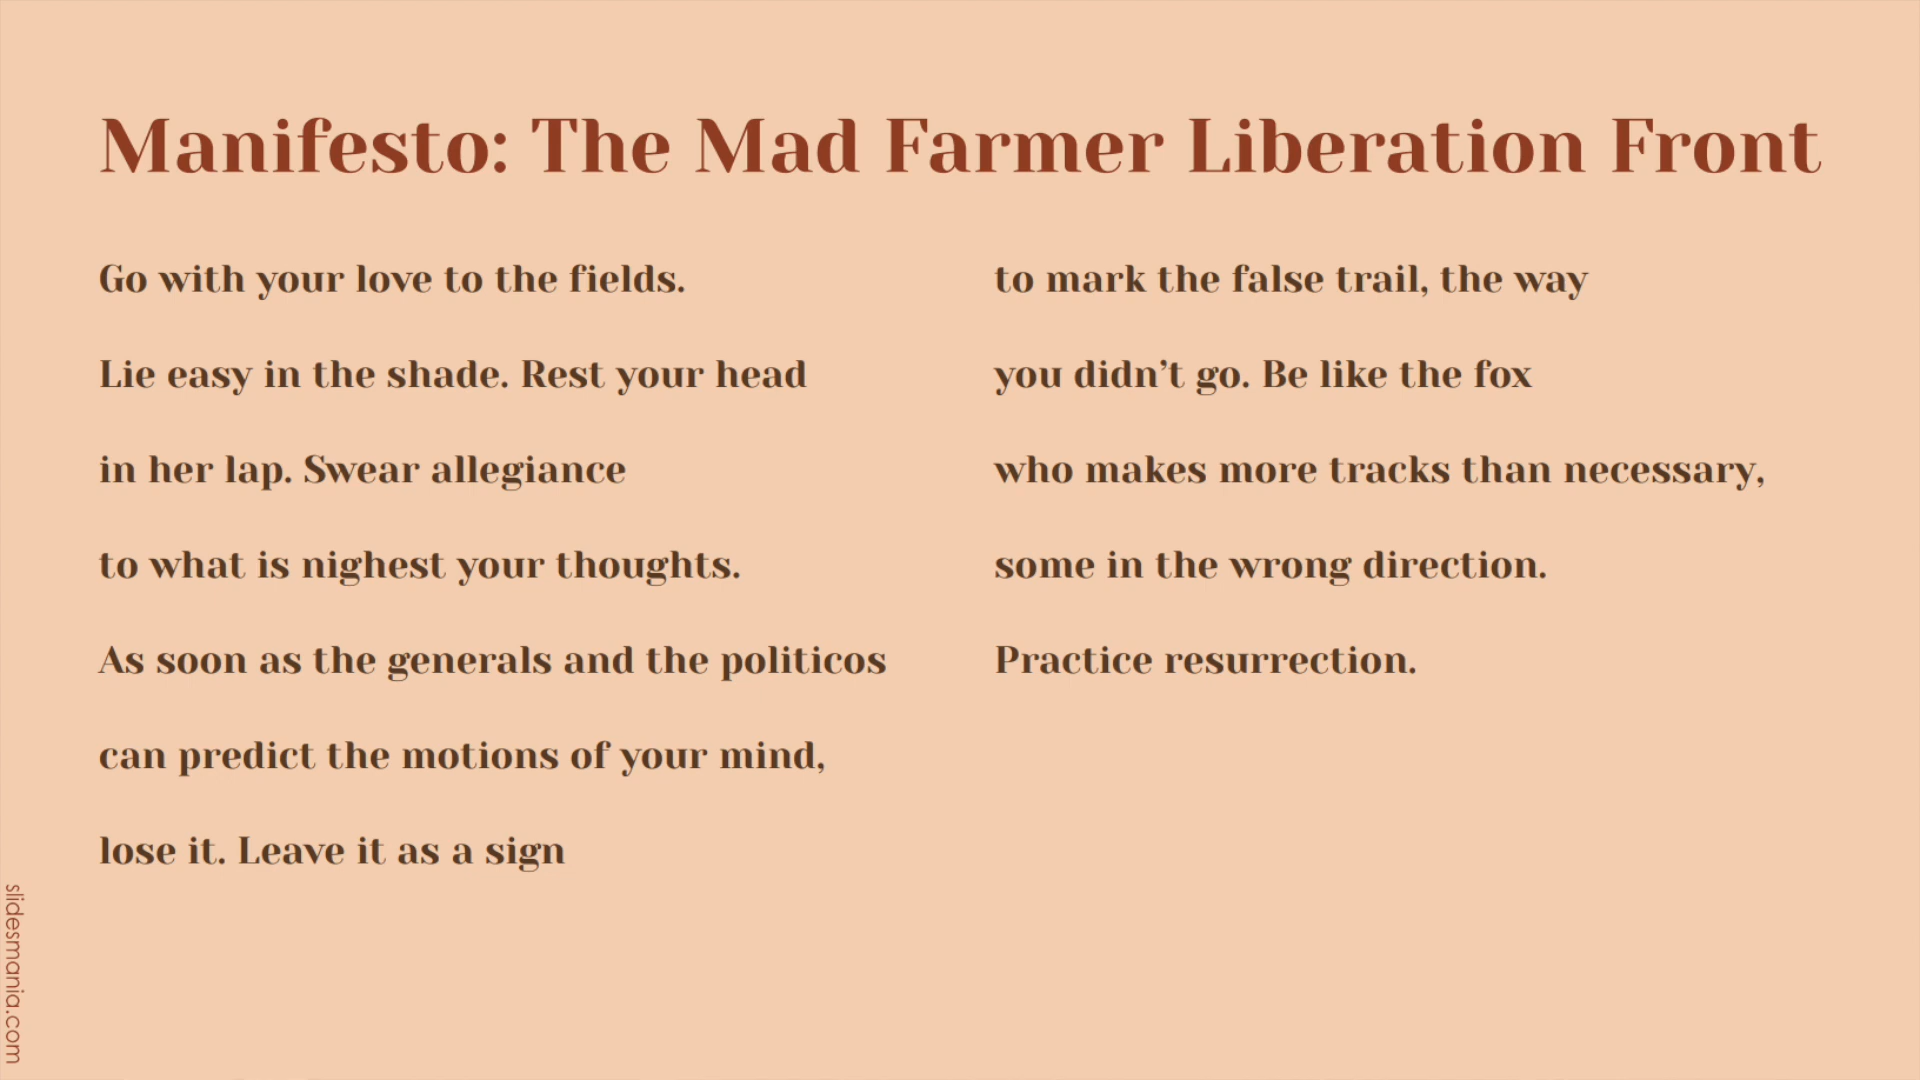 Manifesto: The Mad Farmer Liberation Front
Go with your love to the fields.
Lie easy in the shade. Rest your head
in her lap. Swear allegiance
to what is nighest your thoughts.
As soon as the generals and the politicos
can predict the motions of your mind,
lose it. Leave it as a sign
to mark the false trail, the way
you didn’t go. Be like the fox
who makes more tracks than necessary,
some in the wrong direction.
Practice resurrection.
slidesmania.com